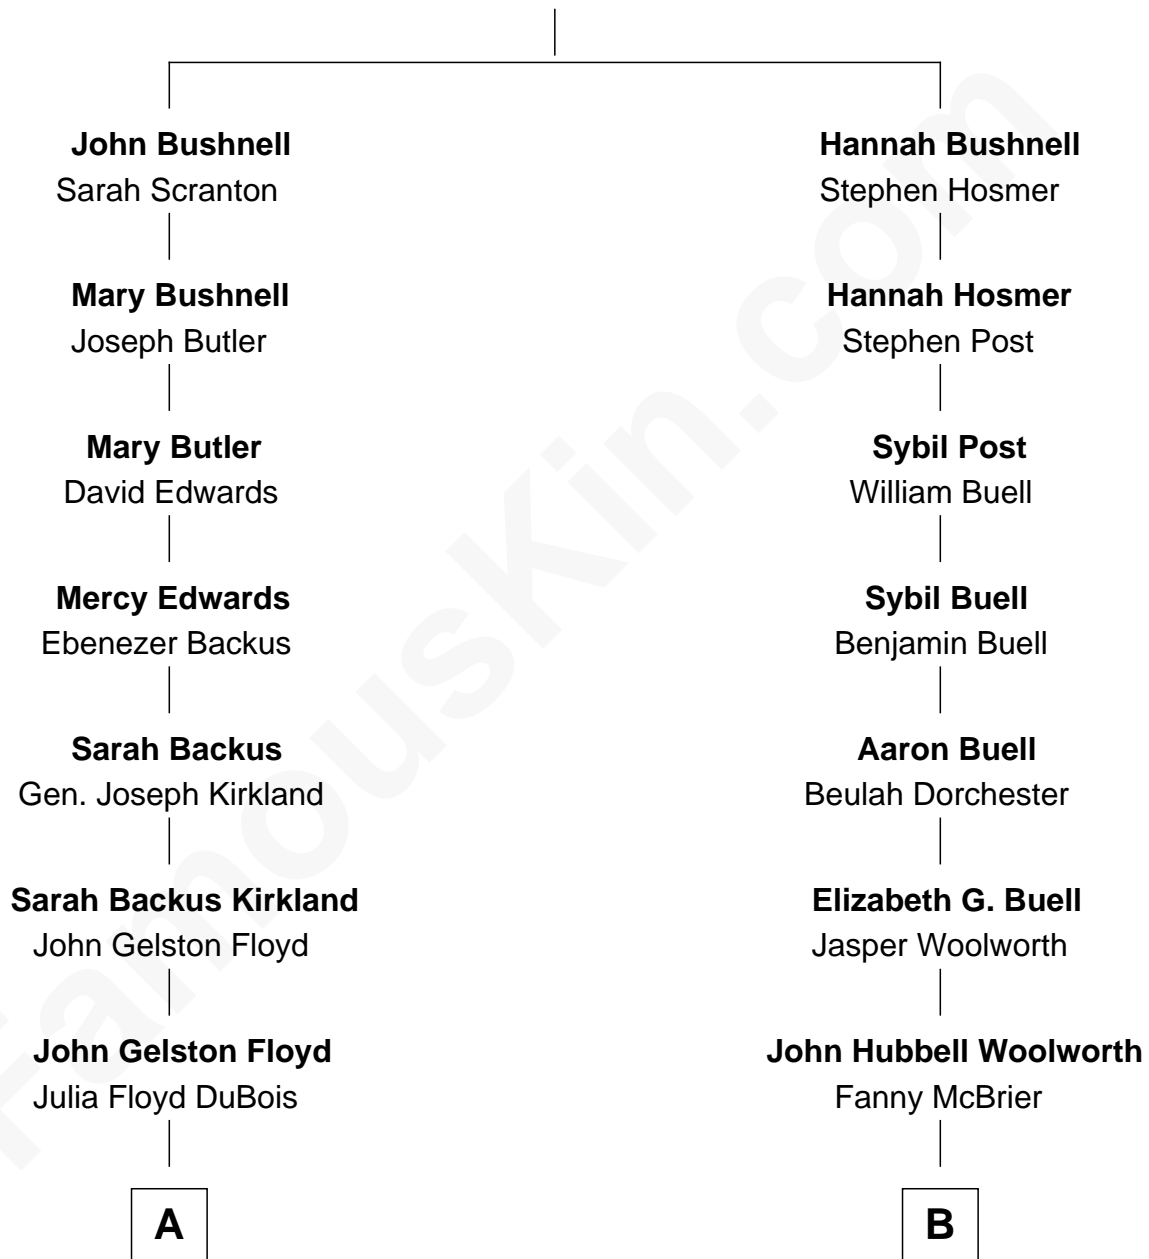 John Bushnell
Sarah Scranton
Hannah Bushnell
Stephen Hosmer
Mary Bushnell
Joseph Butler
Hannah Hosmer
Stephen Post
Mary Butler
David Edwards
Sybil Post
William Buell
Mercy Edwards
Ebenezer Backus
Sybil Buell
Benjamin Buell
Sarah Backus
Gen. Joseph Kirkland
Aaron Buell
Beulah Dorchester
Sarah Backus Kirkland
John Gelston Floyd
Elizabeth G. Buell
Jasper Woolworth
John Gelston Floyd
Julia Floyd DuBois
John Hubbell Woolworth
Fanny McBrier
A
B
FamousKin.com